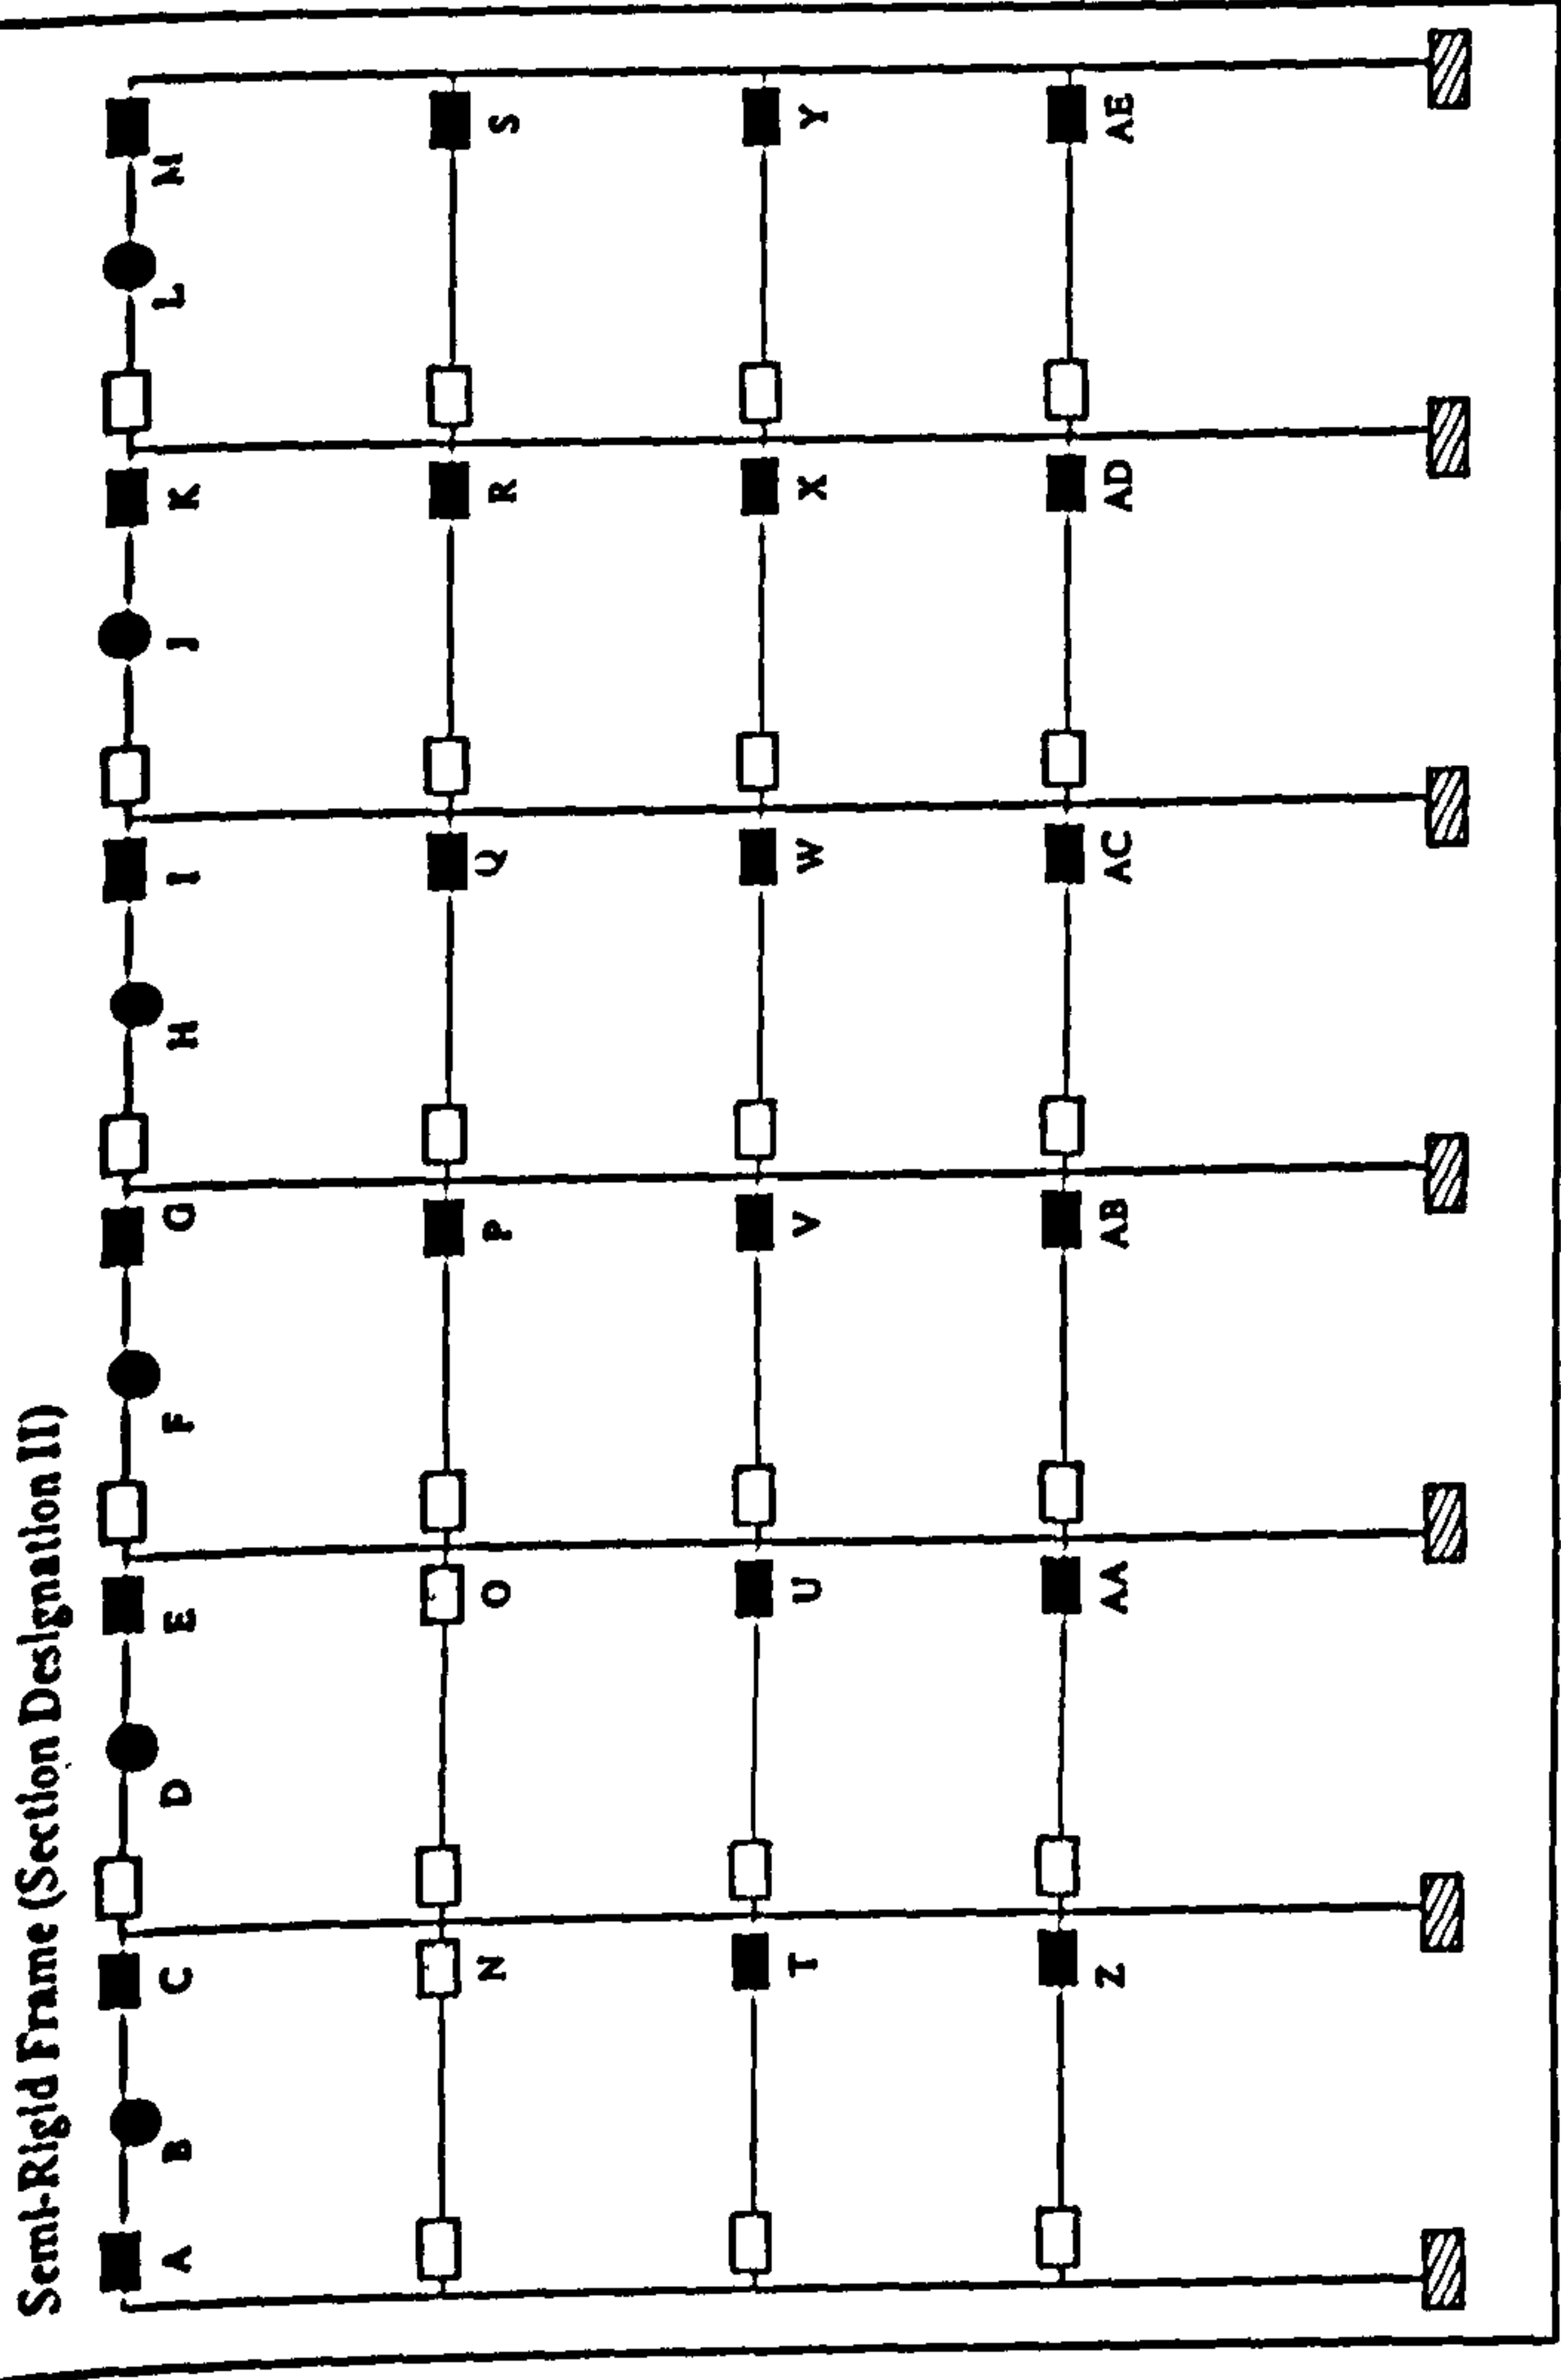 Semi-Rigid Frame (Section Designation II)
A B C D E F G H I J K L M
N O P Q R S
T U V W X Y
Z AA AB AC AD AE